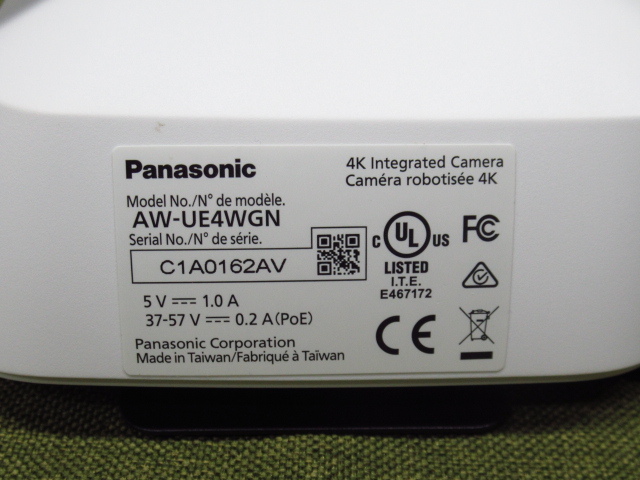 Panasonic
4K Integrated Camera
Caméra robotisée 4K
Model No./N° de modèle.
AW-UE4WGN
Serial No./N° de série.
C1A0162AV
C UL US
LISTED
I.T.E.
E467172
FC
5 V ⎓ 1.0 A
37-57 V ⎓ 0.2 A(PoE)
CE
Panasonic Corporation
Made in Taiwan/Fabriqué à Taïwan